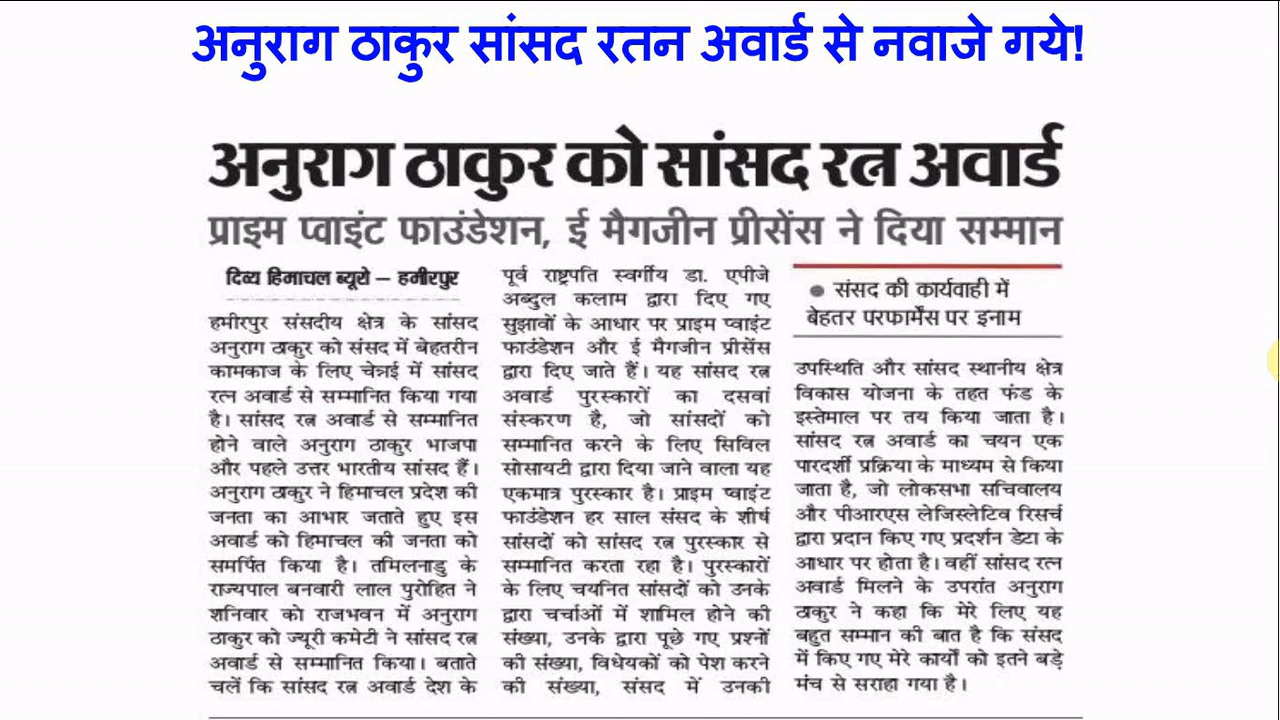 अनुराग ठाकुर सांसद रतन अवार्ड से नवाजे गये!
अनुराग ठाकुर को सांसद रत्न अवार्ड
प्राइम प्वाइंट फाउंडेशन, ई मैगजीन प्रीसेंस ने दिया सम्मान
दिव्य हिमाचल ब्यूरो – हमीरपुर
हमीरपुर संसदीय क्षेत्र के सांसद
अनुराग ठाकुर को संसद में बेहतरीन
कामकाज के लिए चेन्नई में सांसद
रत्न अवार्ड से सम्मानित किया गया
है। सांसद रत्न अवार्ड से सम्मानित
होने वाले अनुराग ठाकुर भाजपा
और पहले उत्तर भारतीय सांसद हैं।
अनुराग ठाकुर ने हिमाचल प्रदेश की
जनता का आभार जताते हुए इस
अवार्ड को हिमाचल की जनता को
समर्पित किया है। तमिलनाडु के
राज्यपाल बनवारी लाल पुरोहित ने
शनिवार को राजभवन में अनुराग
ठाकुर को ज्यूरी कमेटी ने सांसद रत्न
अवार्ड से सम्मानित किया। बताते
चलें कि सांसद रत्न अवार्ड देश के
पूर्व राष्ट्रपति स्वर्गीय डा. एपीजे
अब्दुल कलाम द्वारा दिए गए
सुझावों के आधार पर प्राइम प्वाइंट
फाउंडेशन और ई मैगजीन प्रीसेंस
द्वारा दिए जाते हैं। यह सांसद रत्न
अवार्ड पुरस्कारों का दसवां
संस्करण है, जो सांसदों को
सम्मानित करने के लिए सिविल
सोसायटी द्वारा दिया जाने वाला यह
एकमात्र पुरस्कार है। प्राइम प्वाइंट
फाउंडेशन हर साल संसद के शीर्ष
सांसदों को सांसद रत्न पुरस्कार से
सम्मानित करता रहा है। पुरस्कारों
के लिए चयनित सांसदों को उनके
द्वारा चर्चाओं में शामिल होने की
संख्या, उनके द्वारा पूछे गए प्रश्नों
की संख्या, विधेयकों को पेश करने
की संख्या, संसद में उनकी
● संसद की कार्यवाही में
बेहतर परफार्मेंस पर इनाम
उपस्थिति और सांसद स्थानीय क्षेत्र
विकास योजना के तहत फंड के
इस्तेमाल पर तय किया जाता है।
सांसद रत्न अवार्ड का चयन एक
पारदर्शी प्रक्रिया के माध्यम से किया
जाता है, जो लोकसभा सचिवालय
और पीआरएस लेजिस्लेटिव रिसर्च
द्वारा प्रदान किए गए प्रदर्शन डेटा के
आधार पर होता है। वहीं सांसद रत्न
अवार्ड मिलने के उपरांत अनुराग
ठाकुर ने कहा कि मेरे लिए यह
बहुत सम्मान की बात है कि संसद
में किए गए मेरे कार्यों को इतने बड़े
मंच से सराहा गया है।